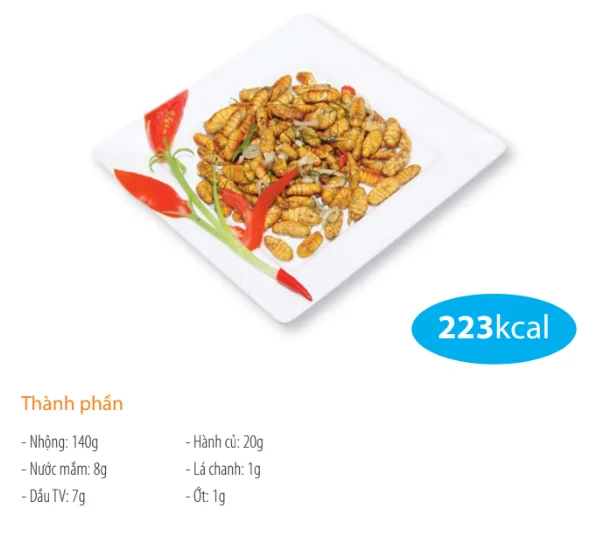 223kcal
Thành phần
- Nhộng: 140g
- Hành củ: 20g
- Nước mắm: 8g
- Lá chanh: 1g
- Dầu TV: 7g
- Ớt: 1g